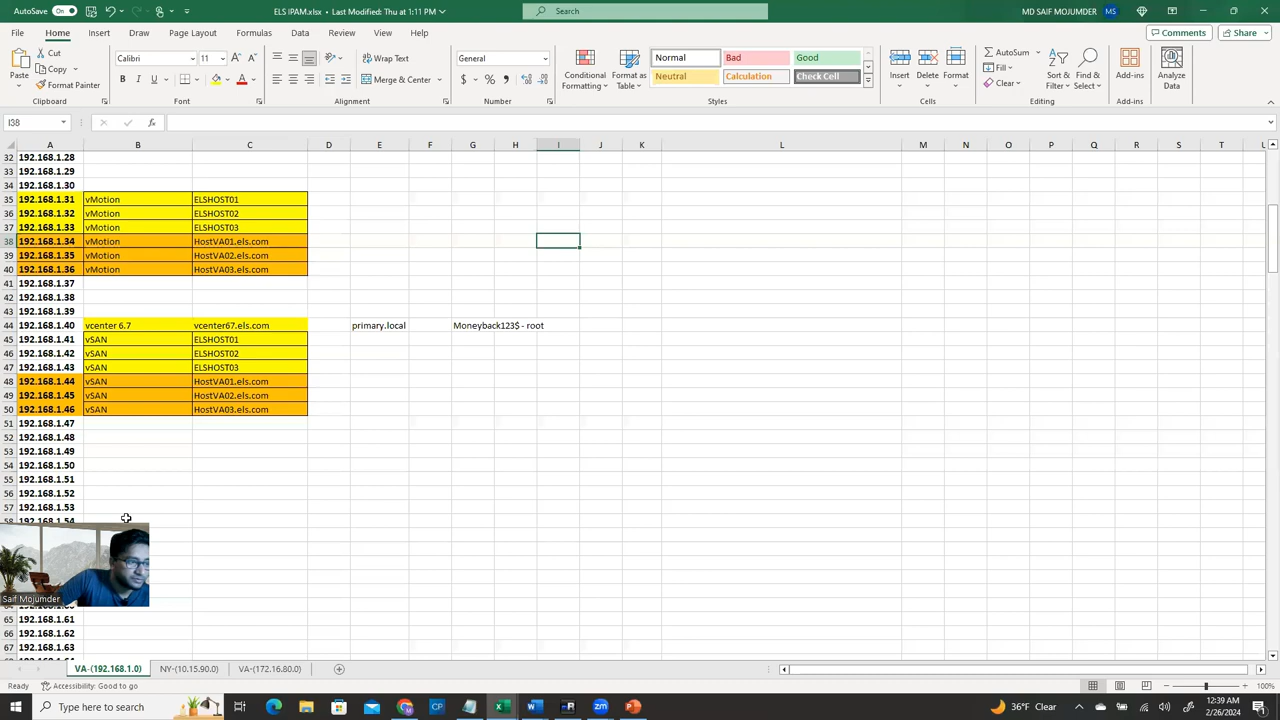 AutoSave On ELS IPAM.xlsx • Last Modified: Thu at 1:11 PM Search MD SAIF MOJUMDER MS
File Home Insert Draw Page Layout Formulas Data Review View Help Comments Share
Cut
Copy
Format Painter
Paste
Clipboard
Calibri 11
B I U
Font
Wrap Text
Merge & Center
Alignment
General
$ % ,
Number
Conditional Formatting
Format as Table
Normal Bad Good
Neutral Calculation Check Cell
Styles
Insert Delete Format
Cells
AutoSum
Fill
Clear
Sort & Filter
Find & Select
Editing
Add-ins
Add-ins
Analyze Data
I38 fx
A B C D E F G H I J K L M N O P Q R S T U
32 192.168.1.28
33 192.168.1.29
34 192.168.1.30
35 192.168.1.31 vMotion ELSHOST01
36 192.168.1.32 vMotion ELSHOST02
37 192.168.1.33 vMotion ELSHOST03
38 192.168.1.34 vMotion HostVA01.els.com
39 192.168.1.35 vMotion HostVA02.els.com
40 192.168.1.36 vMotion HostVA03.els.com
41 192.168.1.37
42 192.168.1.38
43 192.168.1.39
44 192.168.1.40 vcenter 6.7 vcenter67.els.com primary.local Moneyback123$ - root
45 192.168.1.41 vSAN ELSHOST01
46 192.168.1.42 vSAN ELSHOST02
47 192.168.1.43 vSAN ELSHOST03
48 192.168.1.44 vSAN HostVA01.els.com
49 192.168.1.45 vSAN HostVA02.els.com
50 192.168.1.46 vSAN HostVA03.els.com
51 192.168.1.47
52 192.168.1.48
53 192.168.1.49
54 192.168.1.50
55 192.168.1.51
56 192.168.1.52
57 192.168.1.53
58 192.168.1.54
Saif Mojumder
65 192.168.1.61
66 192.168.1.62
67 192.168.1.63
VA-(192.168.1.0) NY-(10.15.90.0) VA-(172.16.80.0)
Ready Accessibility: Good to go 100%
Type here to search 36°F Clear 12:39 AM
2/26/2024